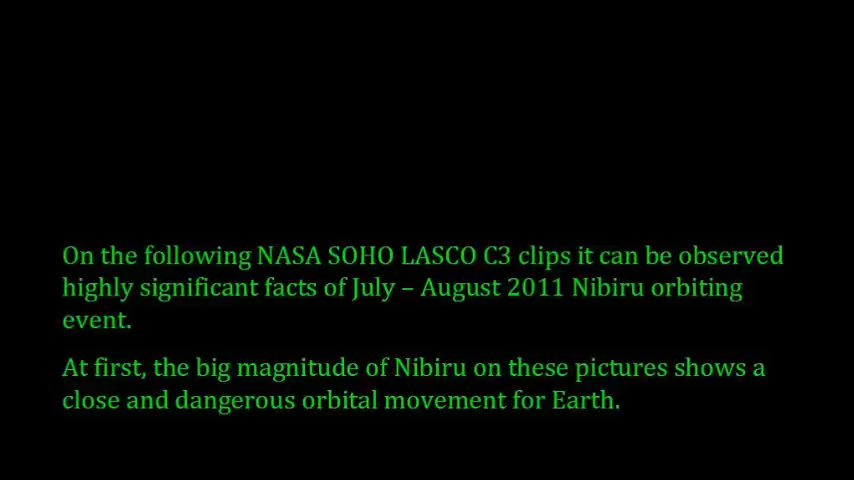 On the following NASA SOHO LASCO C3 clips it can be observed
highly significant facts of July – August 2011 Nibiru orbiting
event.
At first, the big magnitude of Nibiru on these pictures shows a
close and dangerous orbital movement for Earth.